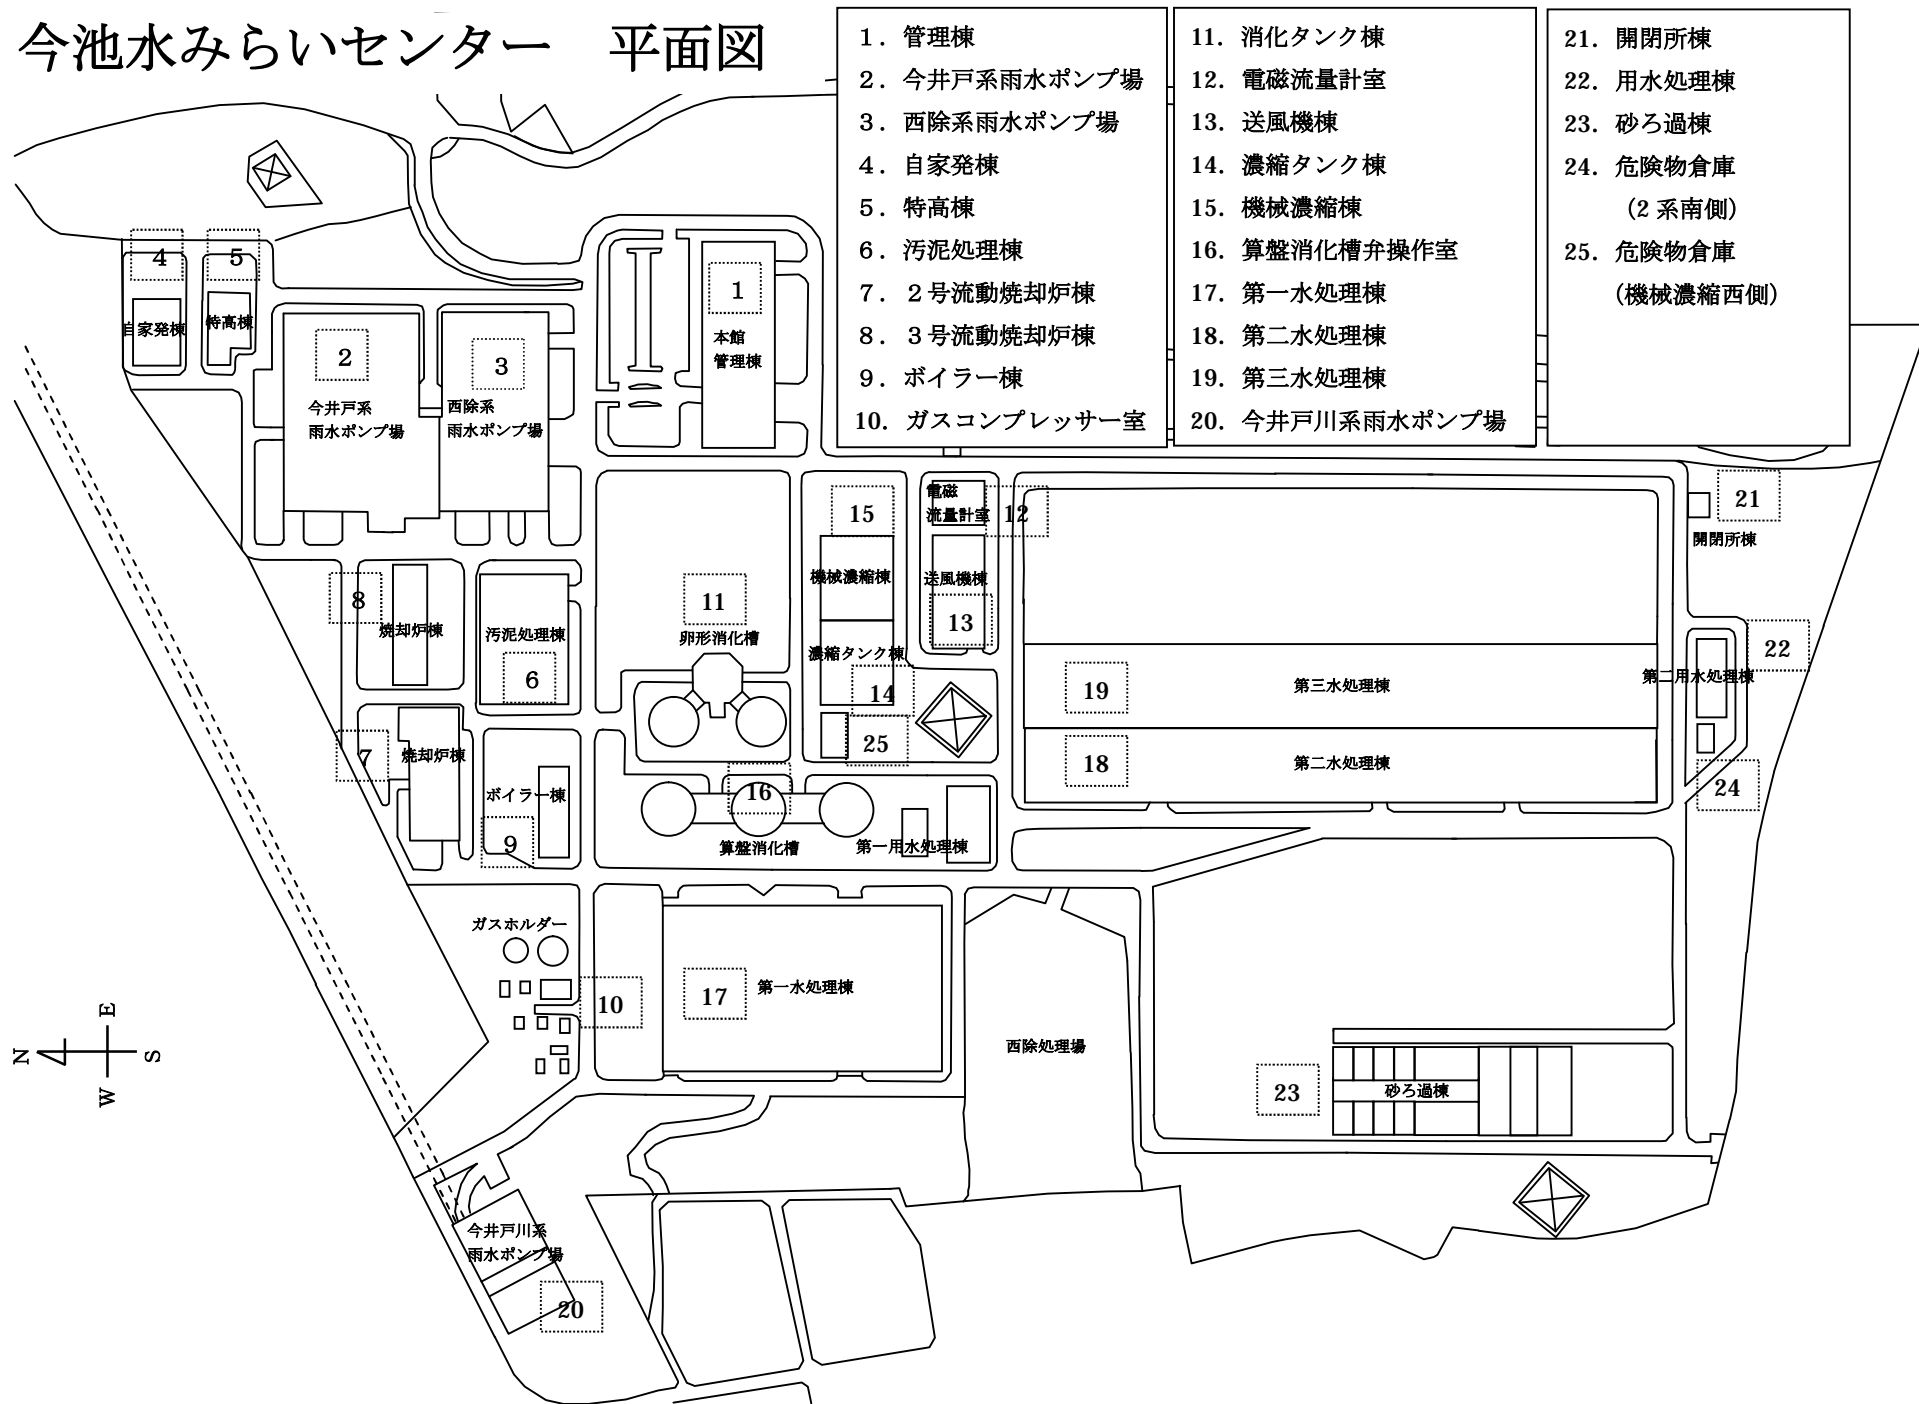 今池水みらいセンター　平面図
１．管理棟
２．今井戸系雨水ポンプ場
３．西除系雨水ポンプ場
４．自家発棟
５．特高棟
６．汚泥処理棟
７．２号流動焼却炉棟
８．３号流動焼却炉棟
９．ボイラー棟
10．ガスコンプレッサー室
11．消化タンク棟
12．電磁流量計室
13．送風機棟
14．濃縮タンク棟
15．機械濃縮棟
16．算盤消化槽弁操作室
17．第一水処理棟
18．第二水処理棟
19．第三水処理棟
20．今井戸川系雨水ポンプ場
21．開閉所棟
22．用水処理棟
23．砂ろ過棟
24．危険物倉庫
（2 系南側）
25．危険物倉庫
（機械濃縮西側）
4
5
自家発棟
特高棟
1
本館
管理棟
2
今井戸系
雨水ポンプ場
3
西除系
雨水ポンプ場
15
電磁
流量計室
12
21
開閉所棟
8
焼却炉棟
汚泥処理棟
6
11
卵形消化槽
機械濃縮棟
濃縮タンク棟
14
25
送風機棟
13
19
第三水処理棟
22
第二用水処理棟
18
第二水処理棟
24
7
焼却炉棟
ボイラー棟
9
16
算盤消化槽
第一用水処理棟
ガスホルダー
10
17
第一水処理棟
西除処理場
23
砂ろ過棟
N
E
S
W
今井戸川系
雨水ポンプ場
20